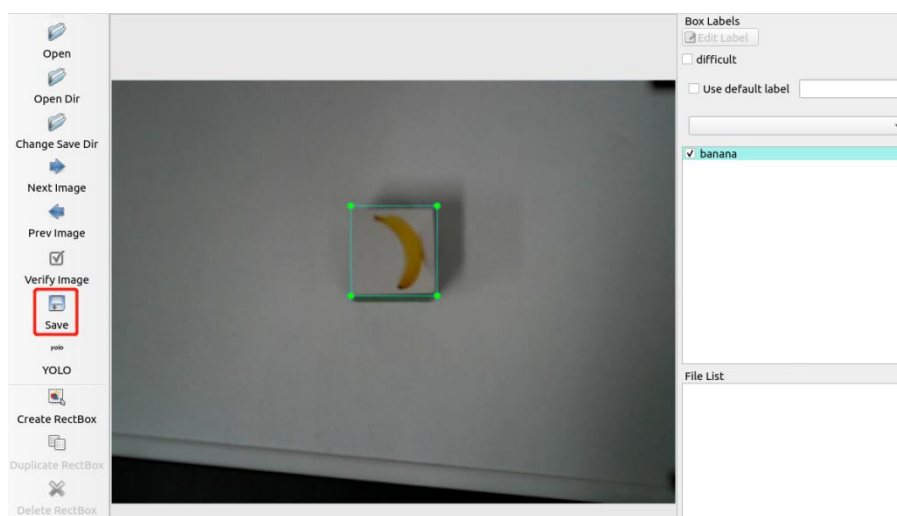 Open
Open Dir
Change Save Dir
Next Image
Prev Image
Verify Image
Save
yolo
YOLO
Create RectBox
Duplicate RectBox
Delete RectBox
Box Labels
Edit Label
difficult
Use default label
banana
File List